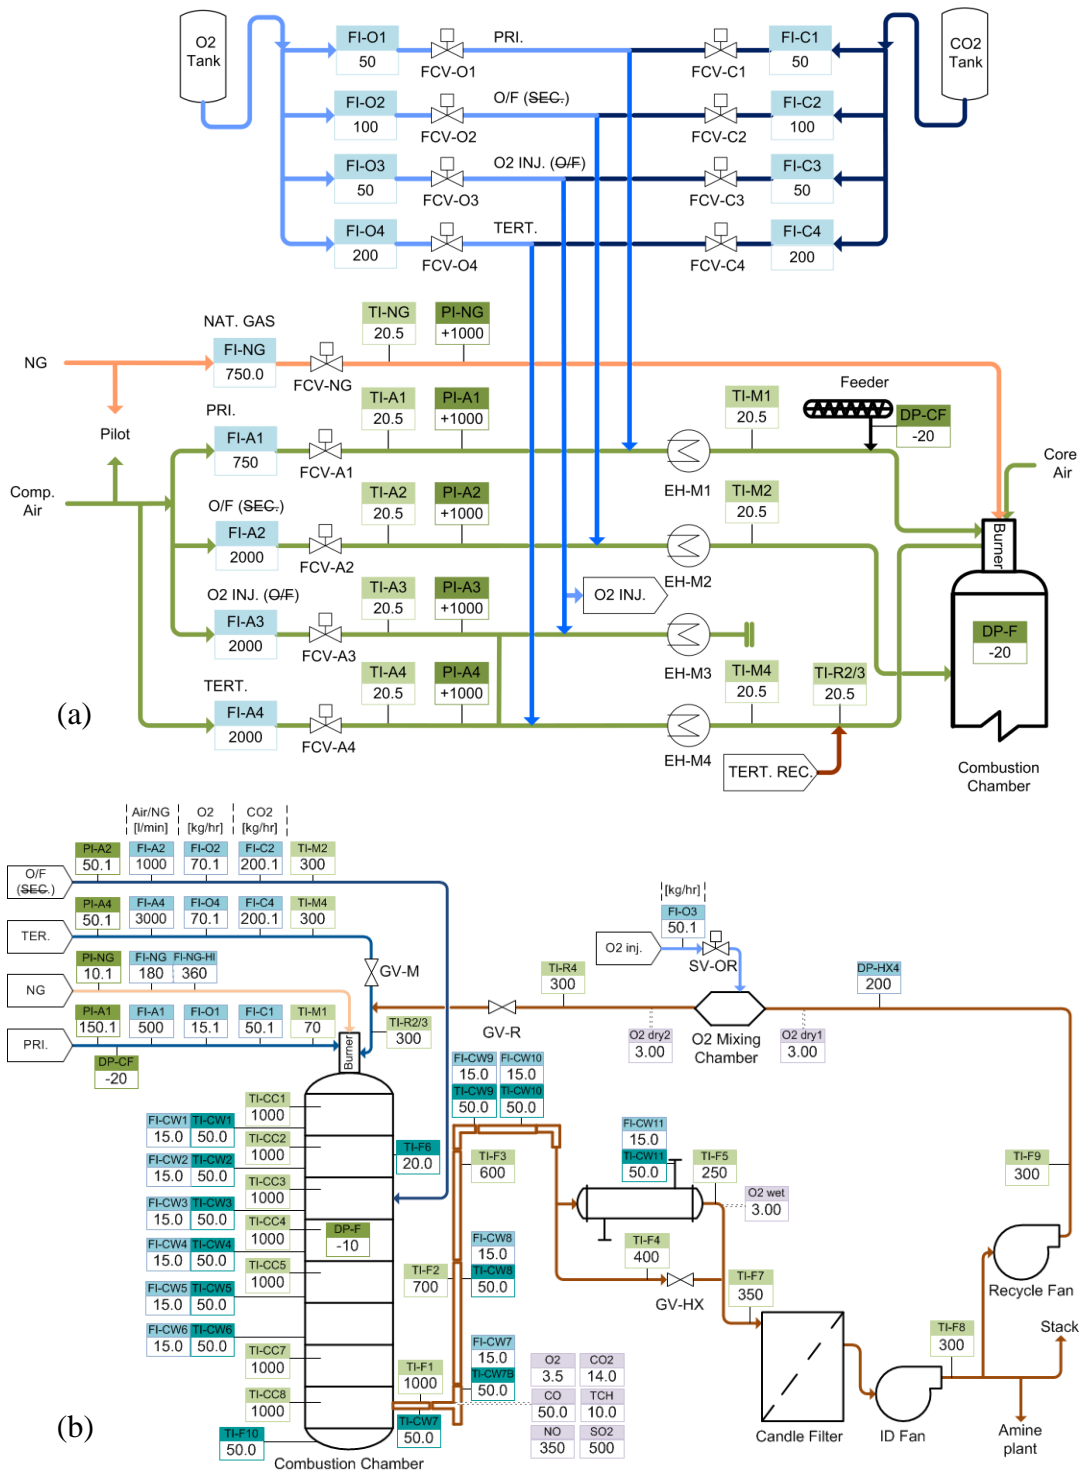 O2
Tank
FI-O1
50
FCV-O1
PRI.
FCV-C1
FI-C1
50
CO2
Tank
FI-O2
100
FCV-O2
O/F (SEC.)
FCV-C2
FI-C2
100
FI-O3
50
FCV-O3
O2 INJ. (O/F)
FCV-C3
FI-C3
50
FI-O4
200
FCV-O4
TERT.
FCV-C4
FI-C4
200
NG
NAT. GAS
FI-NG
750.0
FCV-NG
TI-NG
20.5
PI-NG
+1000
Pilot
Comp.
Air
PRI.
FI-A1
750
FCV-A1
TI-A1
20.5
PI-A1
+1000
EH-M1
TI-M1
20.5
Feeder
DP-CF
-20
Core
Air
O/F (SEC.)
FI-A2
2000
FCV-A2
TI-A2
20.5
PI-A2
+1000
EH-M2
TI-M2
20.5
Burner
O2 INJ. (O/F)
FI-A3
2000
FCV-A3
TI-A3
20.5
PI-A3
+1000
O2 INJ.
EH-M3
DP-F
-20
TERT.
FI-A4
2000
FCV-A4
TI-A4
20.5
PI-A4
+1000
EH-M4
TI-M4
20.5
TI-R2/3
20.5
TERT. REC.
Combustion
Chamber
(a)
Air/NG
[l/min]
O2
[kg/hr]
CO2
[kg/hr]
O/F
(SEC.)
PI-A2
50.1
FI-A2
1000
FI-O2
70.1
FI-C2
200.1
TI-M2
300
TER.
PI-A4
50.1
FI-A4
3000
FI-O4
70.1
FI-C4
200.1
TI-M4
300
GV-M
NG
PI-NG
10.1
FI-NG
180
FI-NG-HI
360
PRI.
PI-A1
150.1
FI-A1
500
FI-O1
15.1
FI-C1
50.1
TI-M1
70
DP-CF
-20
Burner
TI-R2/3
300
GV-R
TI-R4
300
[kg/hr]
FI-O3
50.1
O2 inj.
SV-OR
O2 Mixing
Chamber
O2 dry2
3.00
O2 dry1
3.00
DP-HX4
200
FI-CW9
15.0
TI-CW9
50.0
FI-CW10
15.0
TI-CW10
50.0
TI-CC1
1000
FI-CW1
15.0
TI-CW1
50.0
TI-CC2
1000
FI-CW2
15.0
TI-CW2
50.0
TI-CC3
1000
FI-CW3
15.0
TI-CW3
50.0
TI-CC4
1000
FI-CW4
15.0
TI-CW4
50.0
TI-CC5
1000
FI-CW5
15.0
TI-CW5
50.0
FI-CW6
15.0
TI-CW6
50.0
TI-CC7
1000
TI-CC8
1000
TI-F10
50.0
DP-F
-10
TI-F6
20.0
TI-F3
600
FI-CW11
15.0
TI-CW11
50.0
TI-F5
250
O2 wet
3.00
TI-F9
300
TI-F2
700
FI-CW8
15.0
TI-CW8
50.0
TI-F4
400
GV-HX
TI-F7
350
Recycle Fan
TI-F1
1000
FI-CW7
15.0
TI-CW7B
50.0
TI-CW7
50.0
O2
3.5
CO2
14.0
CO
50.0
TCH
10.0
NO
350
SO2
500
TI-F8
300
Stack
Candle Filter
ID Fan
Amine
plant
Combustion Chamber
(b)